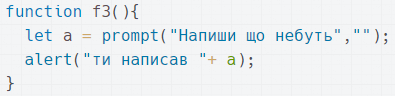 function f3(){
  let a = prompt("Напиши що небуть","");
  alert("ти написав "+ a);
}